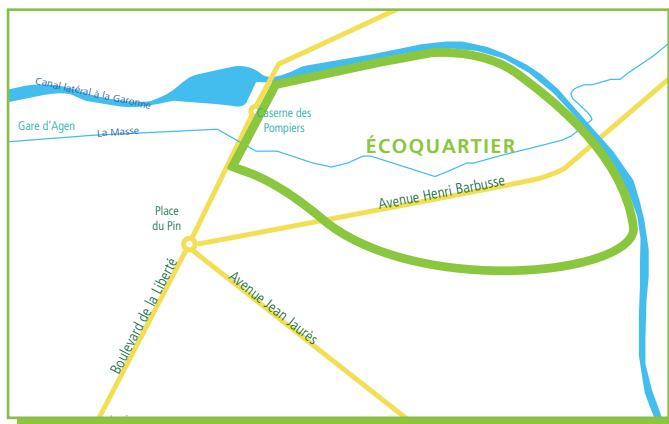 Canal latéral à la Garonne
Gare d'Agen
La Masse
Caserne des
Pompiers
ÉCOQUARTIER
Avenue Henri Barbusse
Place
du Pin
Boulevard de la Liberté
Avenue Jean Jaurès